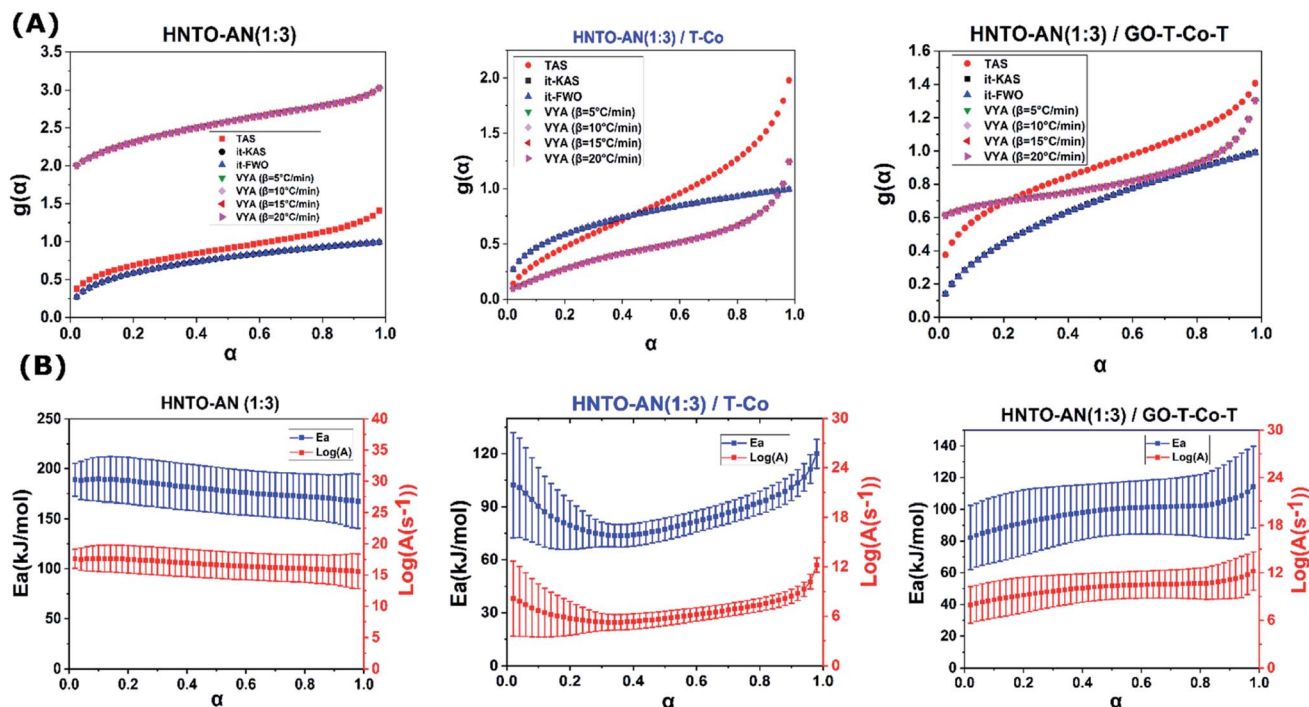 (A)
HNTO-AN(1:3)
g(α)
3.5
3.0
2.5
2.0
1.5
1.0
0.5
0.0
TAS
it-KAS
it-FWO
VYA (β=5°C/min)
VYA (β=10°C/min)
VYA (β=15°C/min)
VYA (β=20°C/min)
0.0 0.2 0.4 0.6 0.8 1.0
α
HNTO-AN(1:3) / T-Co
g(α)
2.0
1.5
1.0
0.5
0.0
TAS
it-KAS
it-FWO
VYA (β=5°C/min)
VYA (β=10°C/min)
VYA (β=15°C/min)
VYA (β=20°C/min)
0.0 0.2 0.4 0.6 0.8 1.0
α
HNTO-AN(1:3) / GO-T-Co-T
g(α)
1.6
1.4
1.2
1.0
0.8
0.6
0.4
0.2
0.0
TAS
it-KAS
it-FWO
VYA (β=5°C/min)
VYA (β=10°C/min)
VYA (β=15°C/min)
VYA (β=20°C/min)
0.0 0.2 0.4 0.6 0.8 1.0
α
(B)
HNTO-AN (1:3)
Ea(kJ/mol)
250
225
200
175
150
125
100
75
50
25
0
Ea
Log(A)
40
35
30
25
20
15
10
5
0
Log(A(s-1))
0.0 0.2 0.4 0.6 0.8 1.0
α
HNTO-AN(1:3) / T-Co
Ea(kJ/mol)
120
90
60
30
0
Ea
Log(A)
30
24
18
12
6
0
Log(A(s-1))
0.0 0.2 0.4 0.6 0.8 1.0
α
HNTO-AN(1:3) / GO-T-Co-T
Ea(kJ/mol)
140
120
100
80
60
40
20
0
Ea
Log(A)
30
24
18
12
6
0
Log(A(s-1))
0.0 0.2 0.4 0.6 0.8 1.0
α